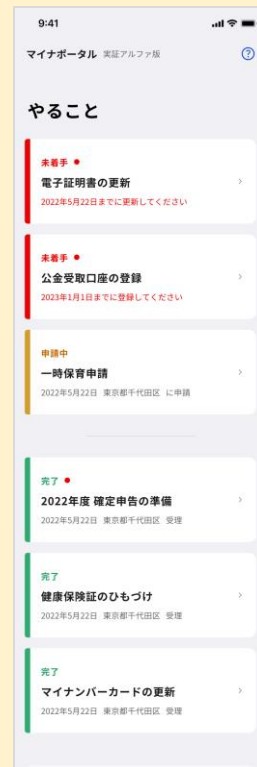 9:41
マイナポータル 実証アルファ版
?
やること
未着手
電子証明書の更新
2022年5月22日までに更新してください
未着手
公金受取口座の登録
2023年1月1日までに登録してください
申請中
一時保育申請
2022年5月22日 東京都千代田区 に申請
完了
2022年度 確定申告の準備
2022年5月22日 東京都千代田区 受理
完了
健康保険証のひもづけ
2022年5月22日 東京都千代田区 受理
完了
マイナンバーカードの更新
2022年5月22日 東京都千代田区 受理